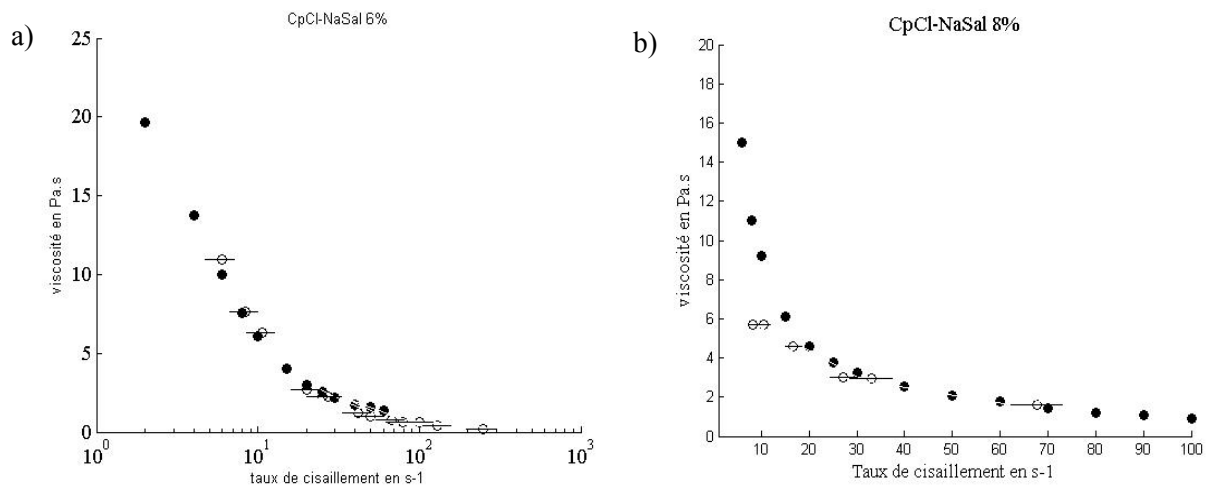 a)
CpCl-NaSal 6%
25
20
15
10
5
0
10^0
10^1
10^2
10^3
viscosité en Pa.s
taux de cisaillement en s-1
b)
CpCl-NaSal 8%
20
18
16
14
12
10
8
6
4
2
0
10 20 30 40 50 60 70 80 90 100
viscosité en Pa.s
Taux de cisaillement en s-1